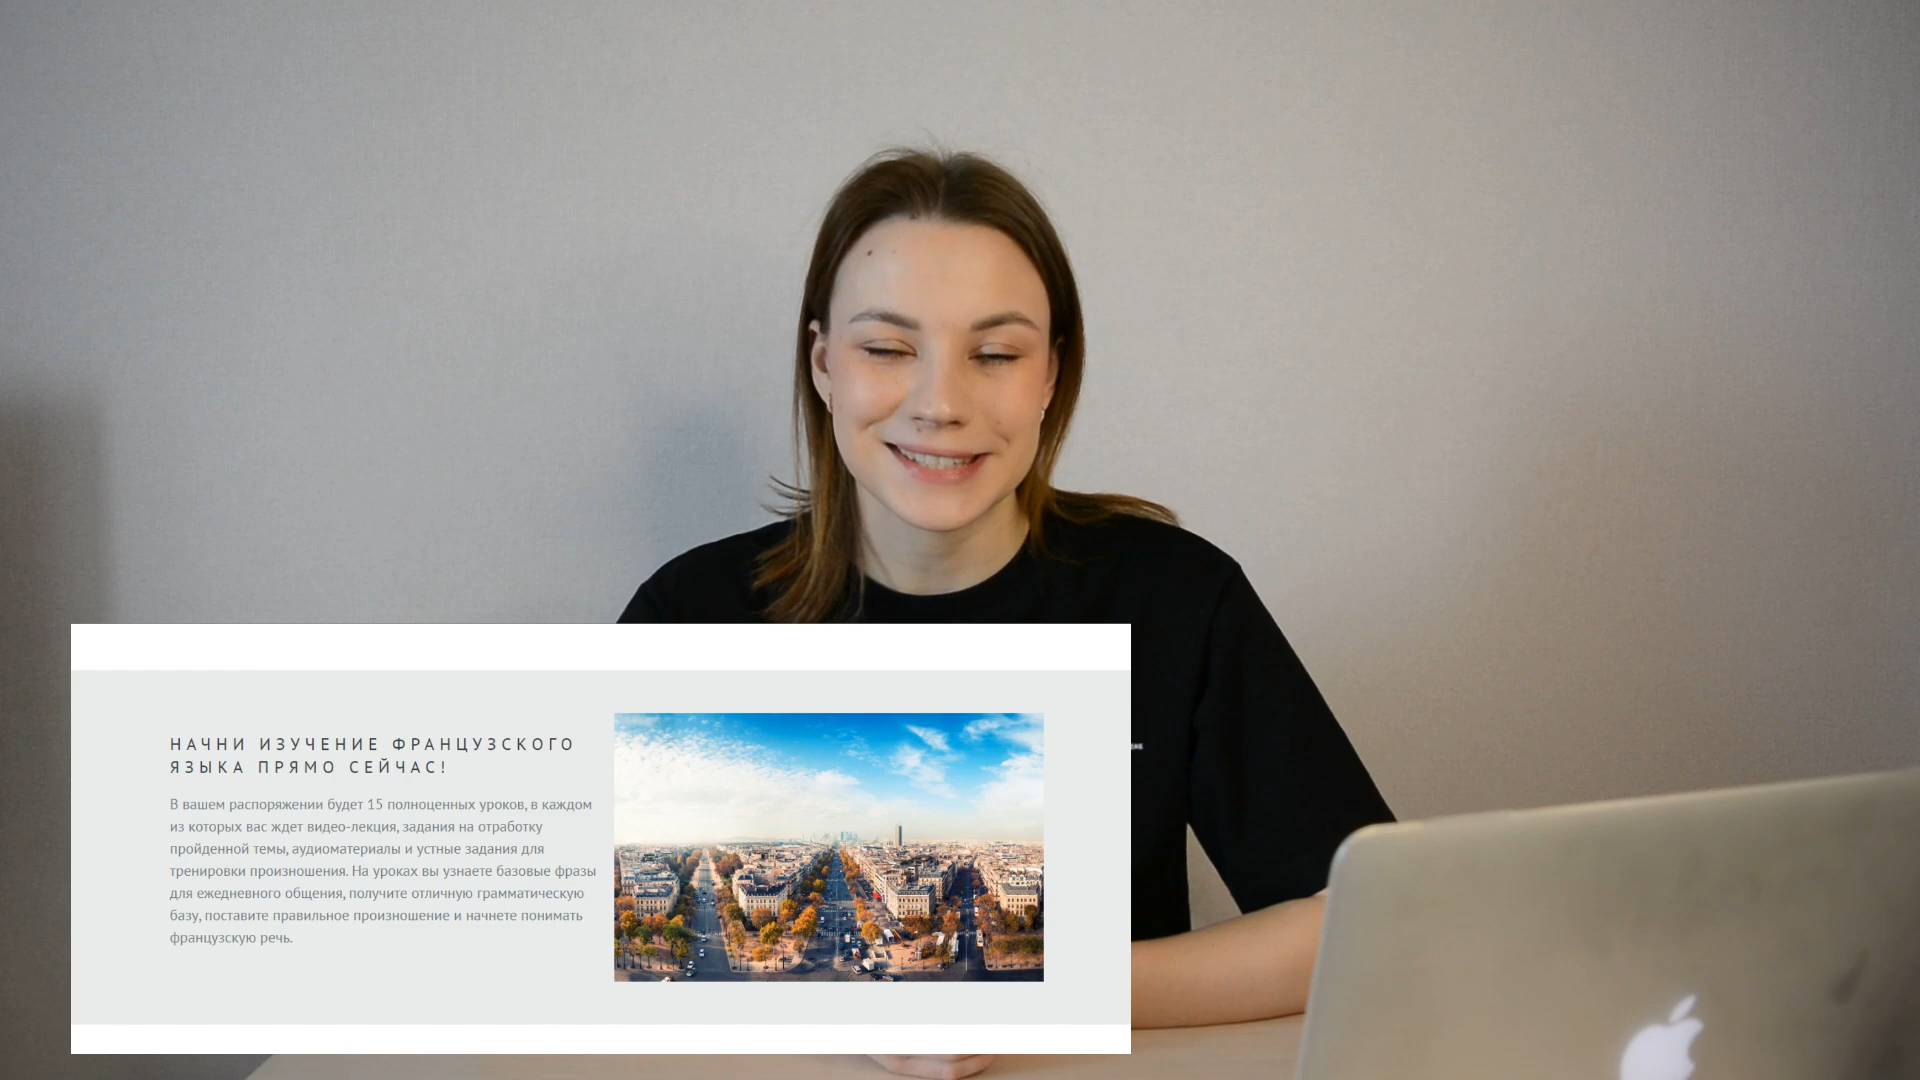 НАЧНИ ИЗУЧЕНИЕ ФРАНЦУЗСКОГО
ЯЗЫКА ПРЯМО СЕЙЧАС!
В вашем распоряжении будет 15 полноценных уроков, в каждом
из которых вас ждет видео-лекция, задания на отработку
пройденной темы, аудиоматериалы и устные задания для
тренировки произношения. На уроках вы узнаете базовые фразы
для ежедневного общения, получите отличную грамматическую
базу, поставите правильное произношение и начнете понимать
французскую речь.